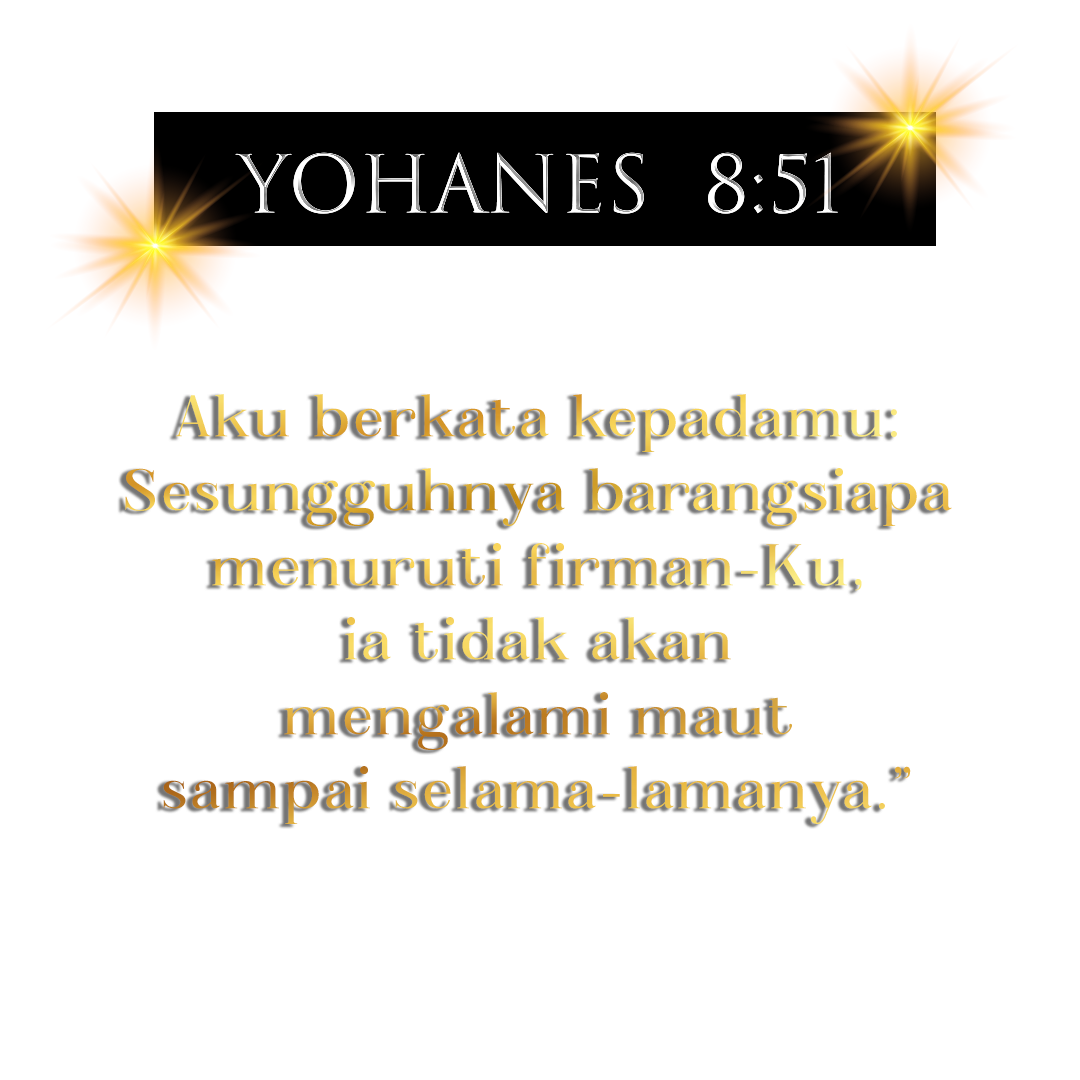 YOHANES 8:51
Aku berkata kepadamu:
Sesungguhnya barangsiapa
menuruti firman-Ku,
ia tidak akan
mengalami maut
sampai selama-lamanya.”